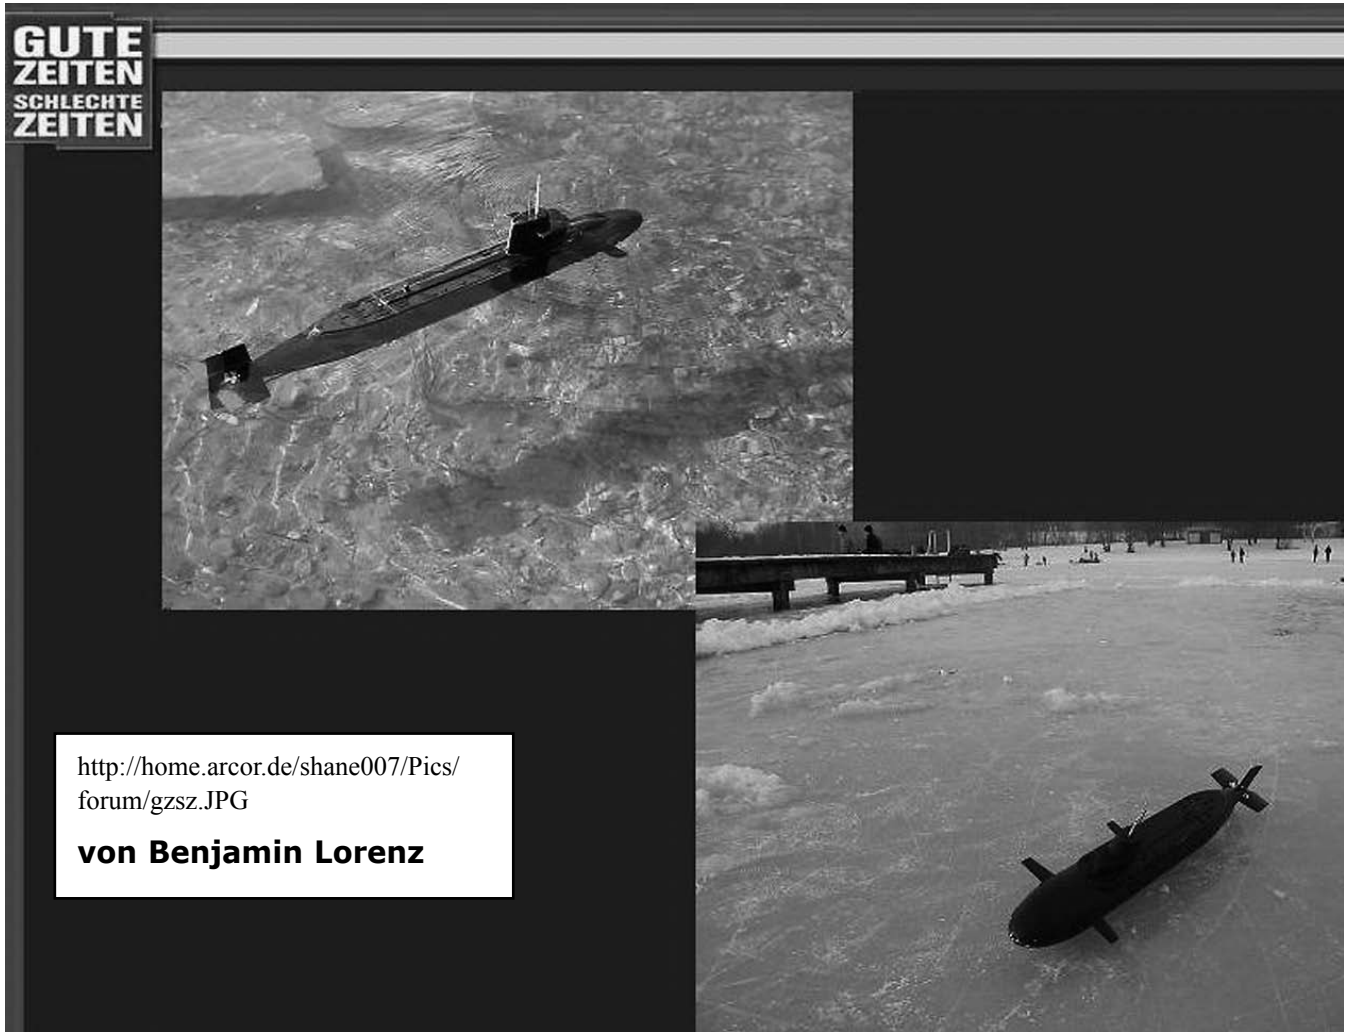 GUTE
ZEITEN
SCHLECHTE
ZEITEN
http://home.arcor.de/shane007/Pics/
forum/gzsz.JPG
von Benjamin Lorenz